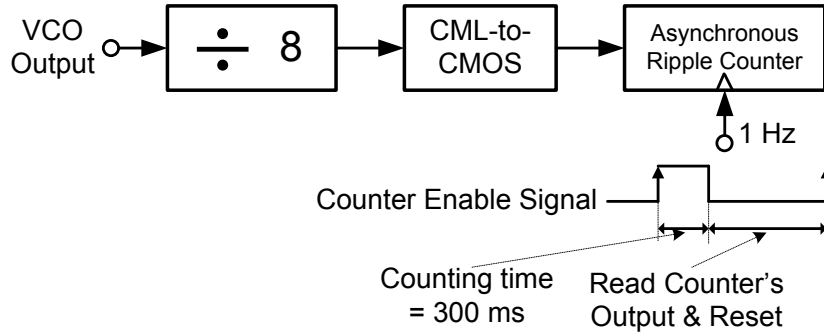 VCO
Output
÷ 8
CML-to-
CMOS
Asynchronous
Ripple Counter
1 Hz
Counter Enable Signal
Counting time
= 300 ms
Read Counter's
Output & Reset